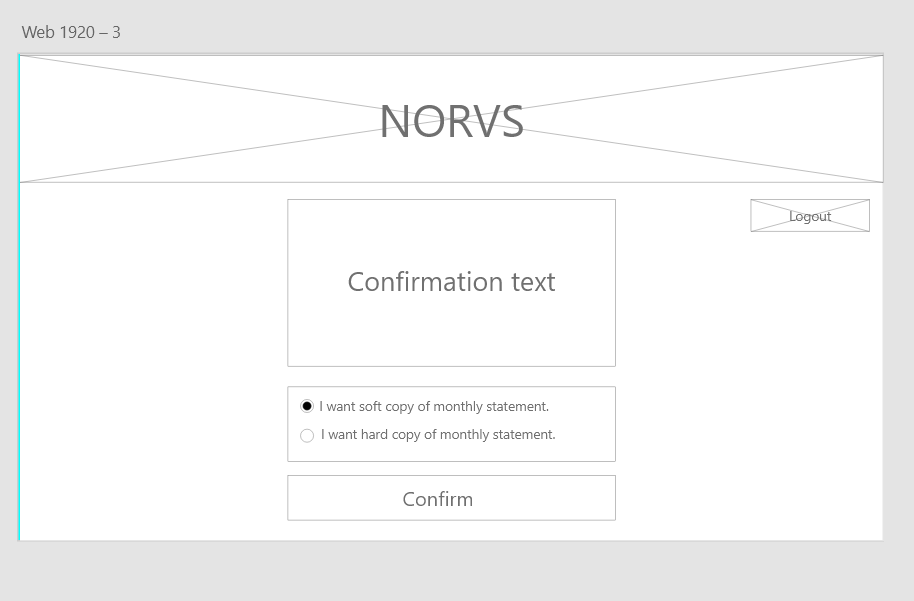 Web 1920 – 3
NORVS
Logout
Confirmation text
I want soft copy of monthly statement.
I want hard copy of monthly statement.
Confirm